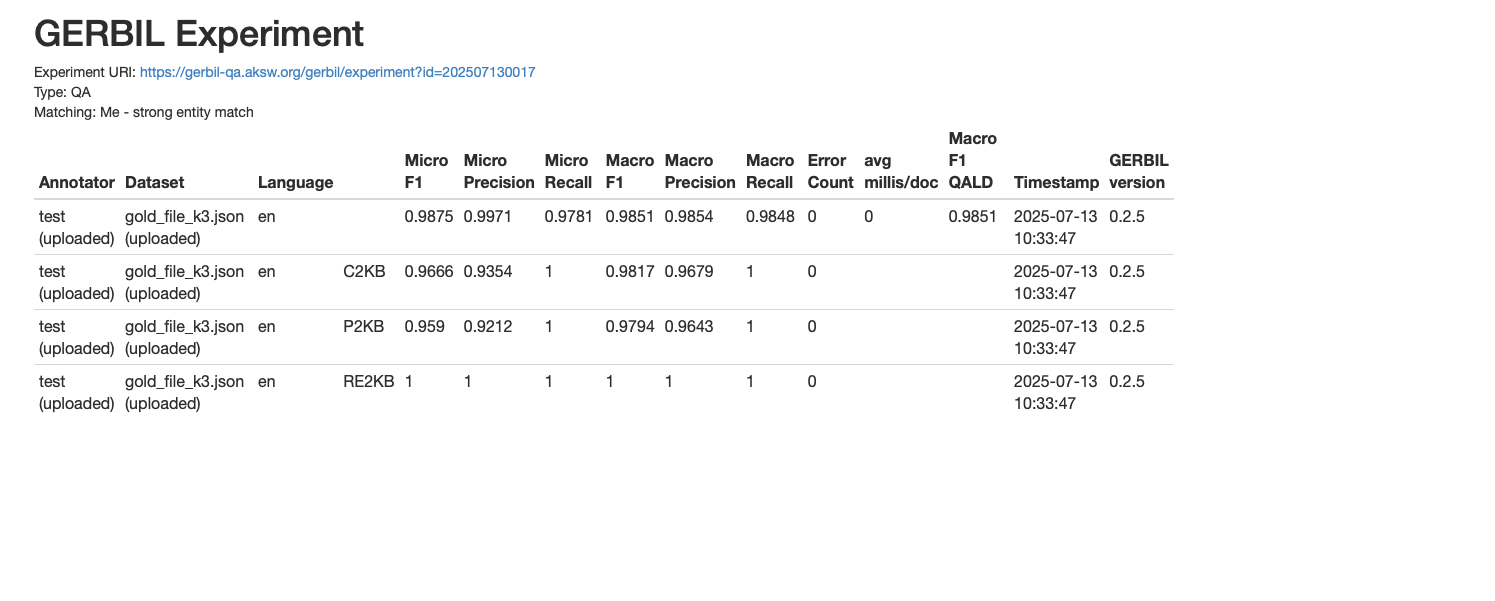 GERBIL Experiment
Experiment URI: https://gerbil-qa.aksw.org/gerbil/experiment?id=202507130017
Type: QA
Matching: Me - strong entity match
Macro
Micro Micro Micro Macro Macro Macro Error avg F1 GERBIL
Annotator Dataset Language F1 Precision Recall F1 Precision Recall Count millis/doc QALD Timestamp version
test gold_file_k3.json en 0.9875 0.9971 0.9781 0.9851 0.9854 0.9848 0 0 0.9851 2025-07-13 0.2.5
(uploaded) (uploaded) 10:33:47
test gold_file_k3.json en C2KB 0.9666 0.9354 1 0.9817 0.9679 1 0 2025-07-13 0.2.5
(uploaded) (uploaded) 10:33:47
test gold_file_k3.json en P2KB 0.959 0.9212 1 0.9794 0.9643 1 0 2025-07-13 0.2.5
(uploaded) (uploaded) 10:33:47
test gold_file_k3.json en RE2KB 1 1 1 1 1 1 0 2025-07-13 0.2.5
(uploaded) (uploaded) 10:33:47